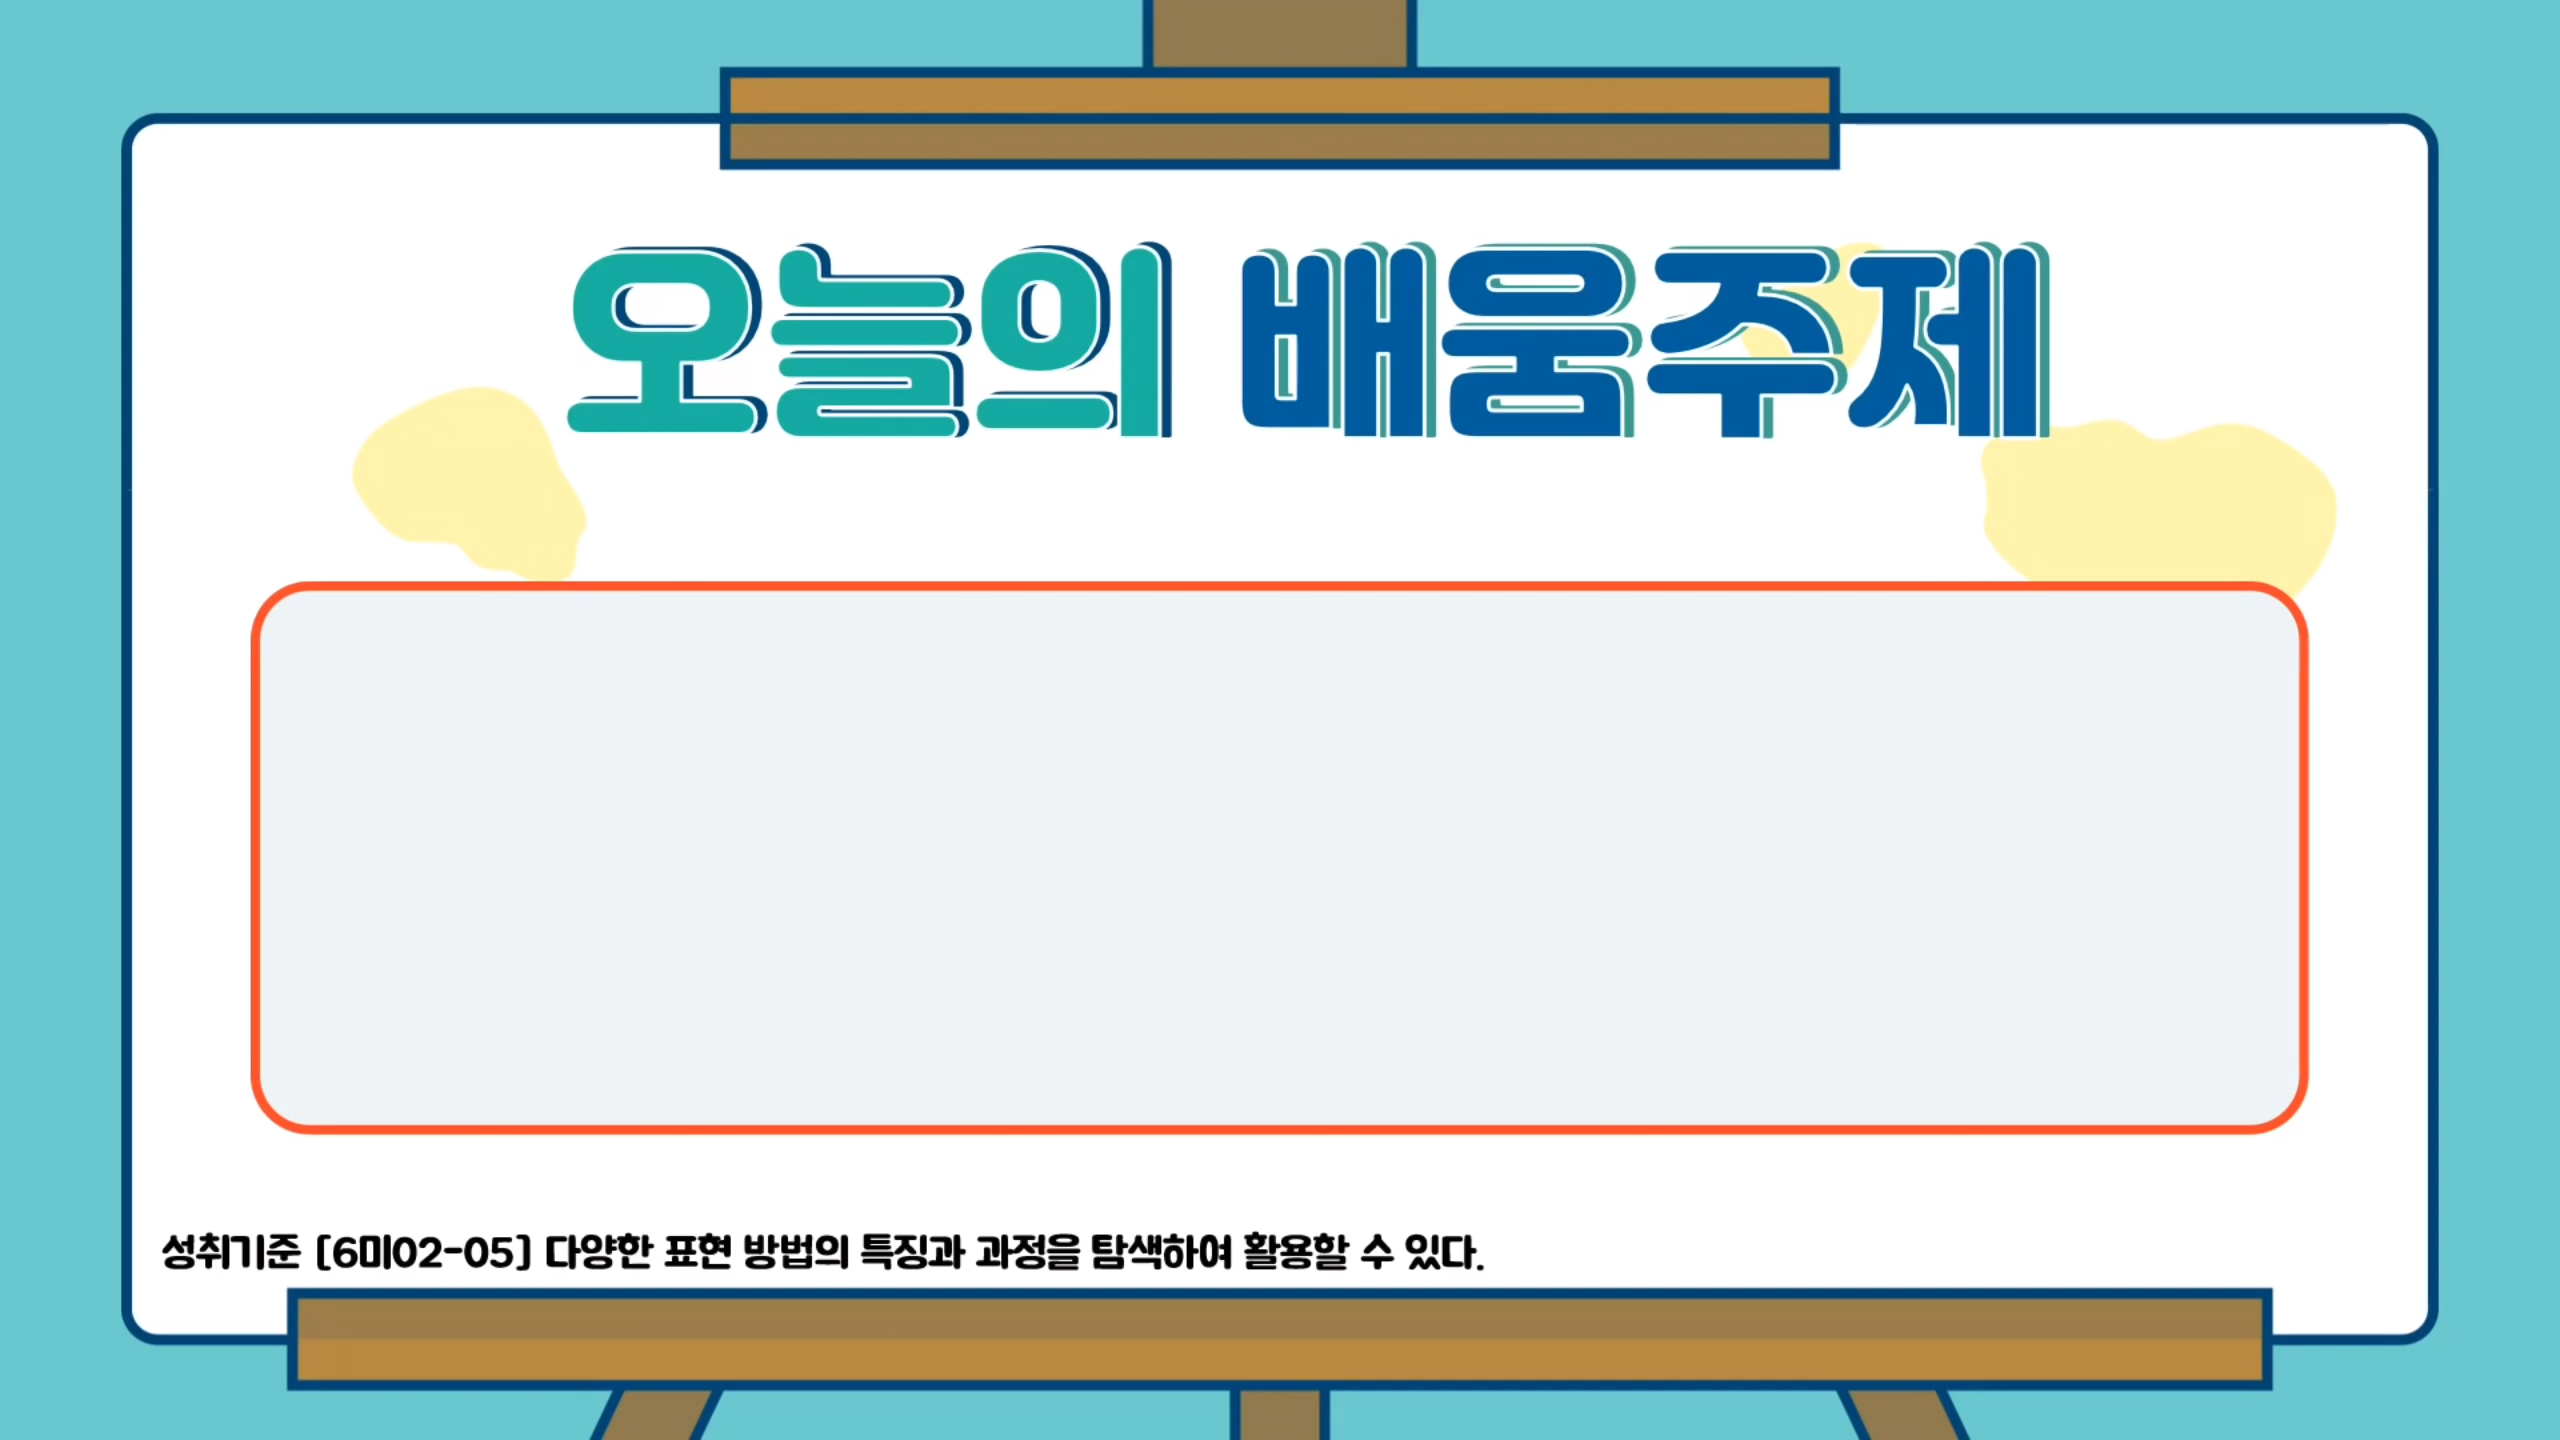 오늘의 배움주제
성취기준 [6미02-05] 다양한 표현 방법의 특징과 과정을 탐색하여 활용할 수 있다.